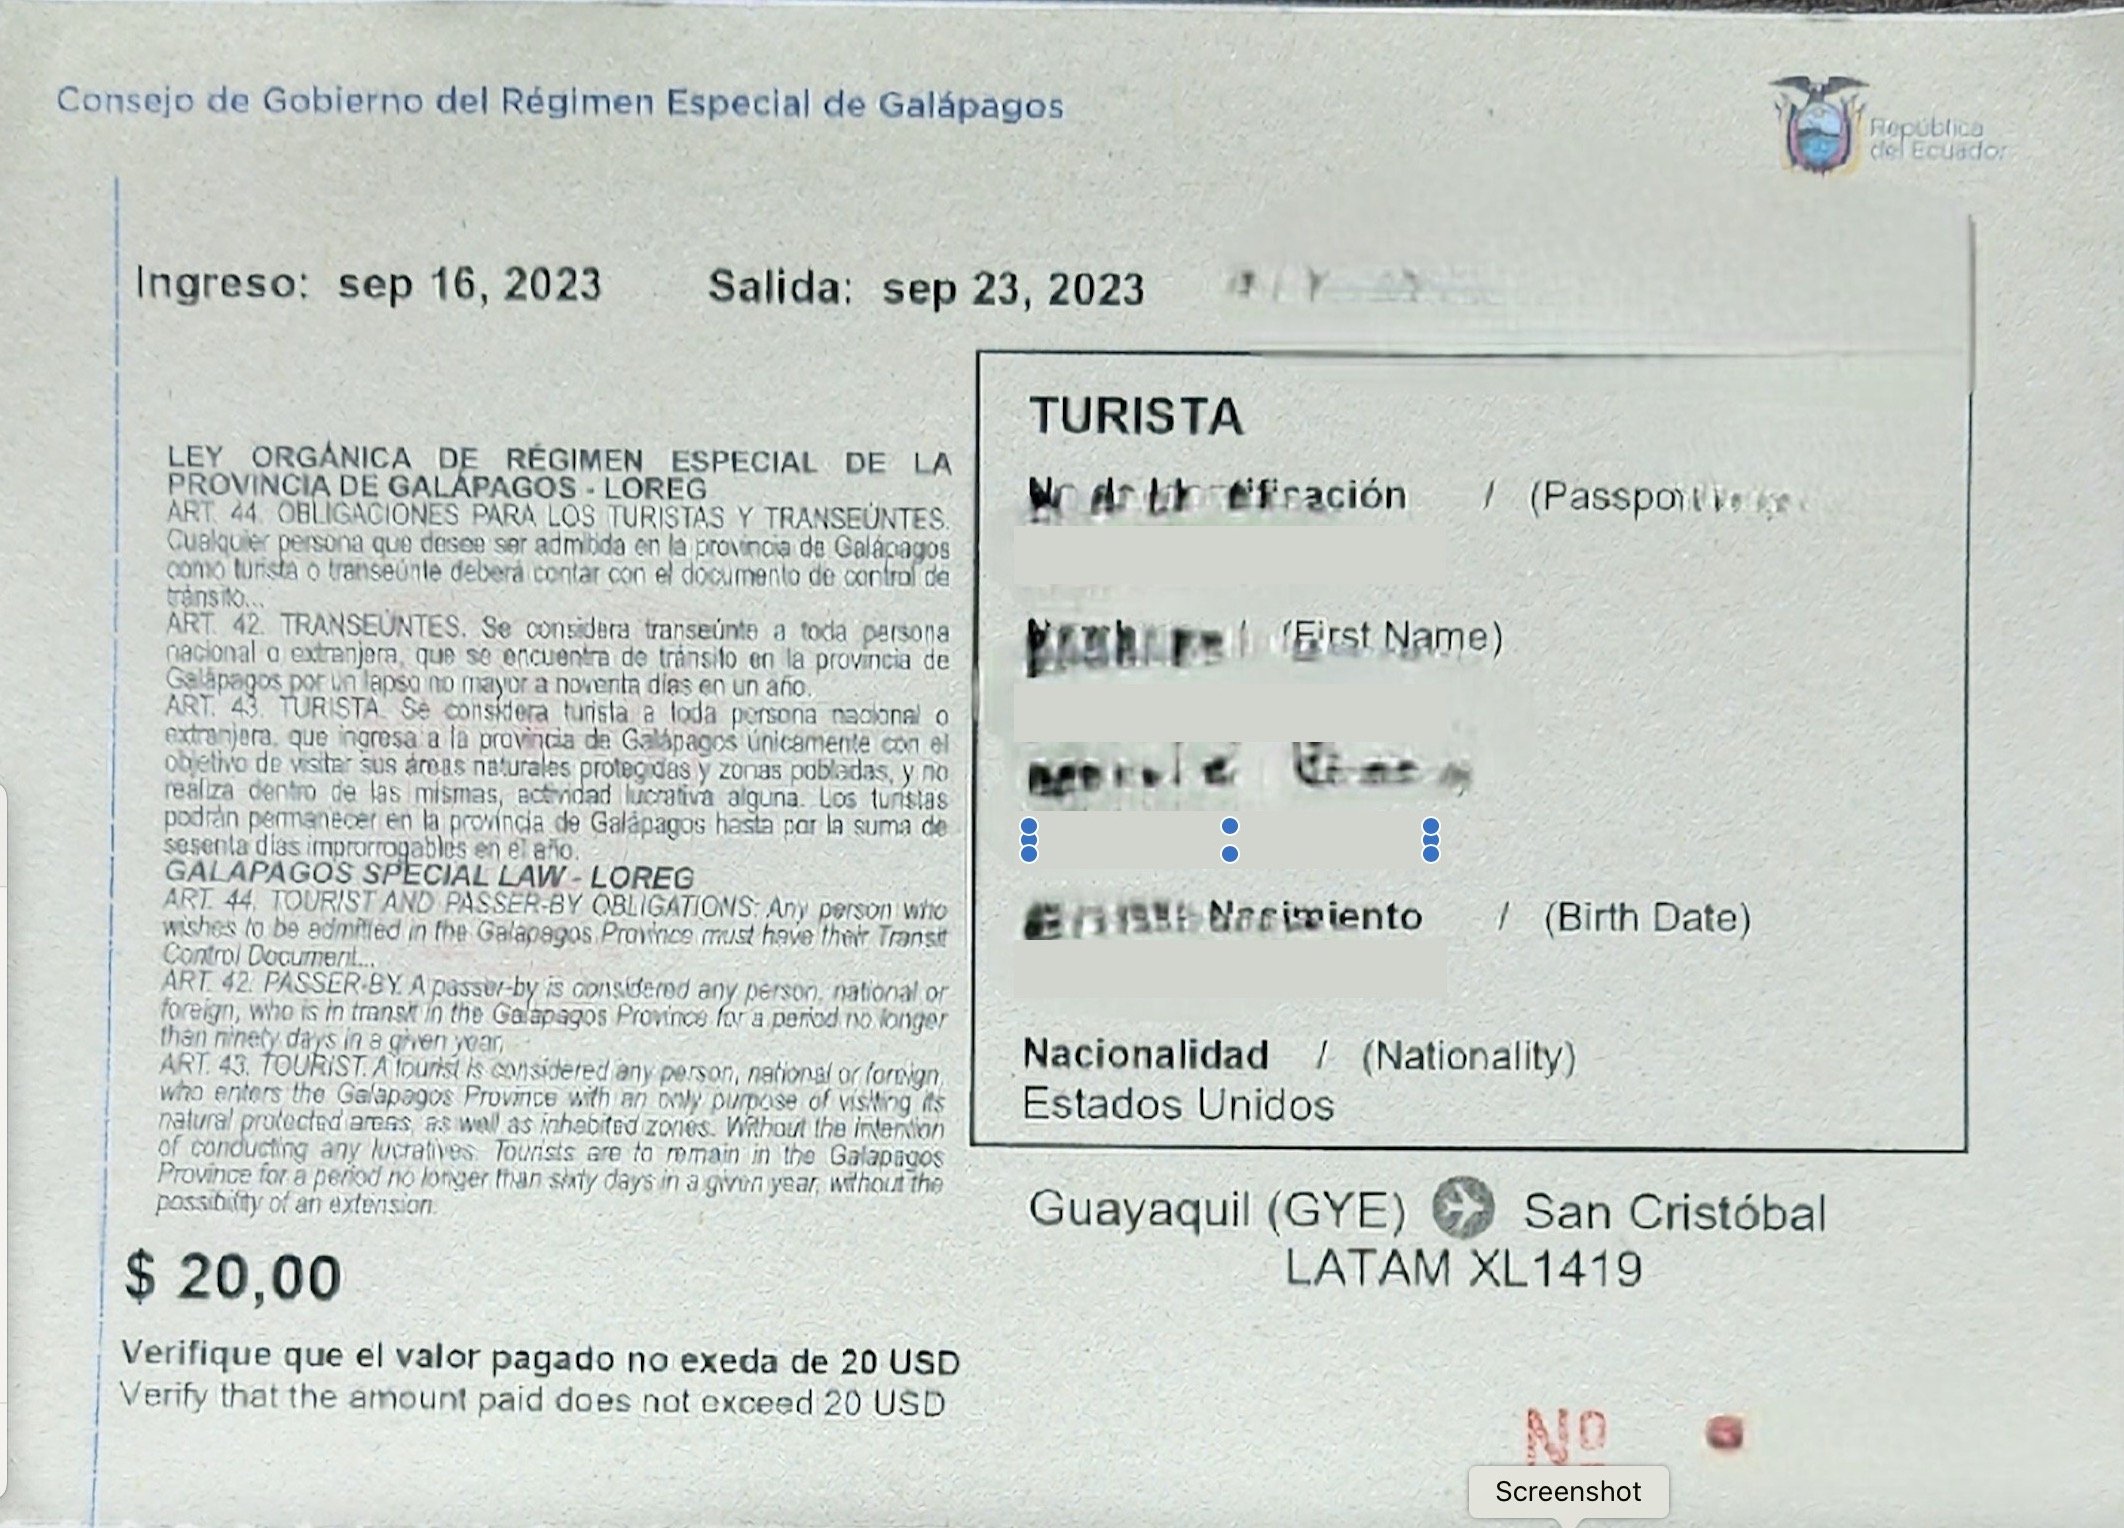 Consejo de Gobierno del Régimen Especial de Galápagos
República
del Ecuador
Ingreso: sep 16, 2023 Salida: sep 23, 2023
LEY ORGÁNICA DE RÉGIMEN ESPECIAL DE LA
PROVINCIA DE GALÁPAGOS - LOREG
ART. 44. OBLIGACIONES PARA LOS TURISTAS Y TRANSEÚNTES.
Cualquier persona que desee ser admitida en la provincia de Galápagos
como turista o transeúnte deberá contar con el documento de control de
tránsito...
ART. 42. TRANSEÚNTES. Se considera transeúnte a toda persona
nacional o extranjera, que se encuentra de tránsito en la provincia de
Galápagos por un lapso no mayor a noventa días en un año.
ART. 43. TURISTA. Se considera turista a toda persona nacional o
extranjera, que ingresa a la provincia de Galápagos únicamente con el
objetivo de visitar sus áreas naturales protegidas y zonas pobladas, y no
realiza dentro de las mismas, actividad lucrativa alguna. Los turistas
podrán permanecer en la provincia de Galápagos hasta por la suma de
sesenta días improrrogables en el año.
GALAPAGOS SPECIAL LAW - LOREG
ART. 44. TOURIST AND PASSER-BY OBLIGATIONS: Any person who
wishes to be admitted in the Galapagos Province must have their Transit
Control Document...
ART. 42. PASSER-BY. A passer-by is considered any person, national or
foreign, who is in transit in the Galapagos Province for a period no longer
than ninety days in a given year,
ART. 43. TOURIST. A tourist is considered any person, national or foreign,
who enters the Galapagos Province with an only purpose of visiting its
natural protected areas, as well as inhabited zones. Without the intention
of conducting any lucratives. Tourists are to remain in the Galapagos
Province for a period no longer than sixty days in a given year, without the
possibility of an extension.
$ 20,00
Verifique que el valor pagado no exeda de 20 USD
Verify that the amount paid does not exceed 20 USD
TURISTA
/ (Passport
(First Name)
Nacimiento / (Birth Date)
Nacionalidad / (Nationality)
Estados Unidos
Guayaquil (GYE) San Cristóbal
LATAM XL1419
Nº
Screenshot